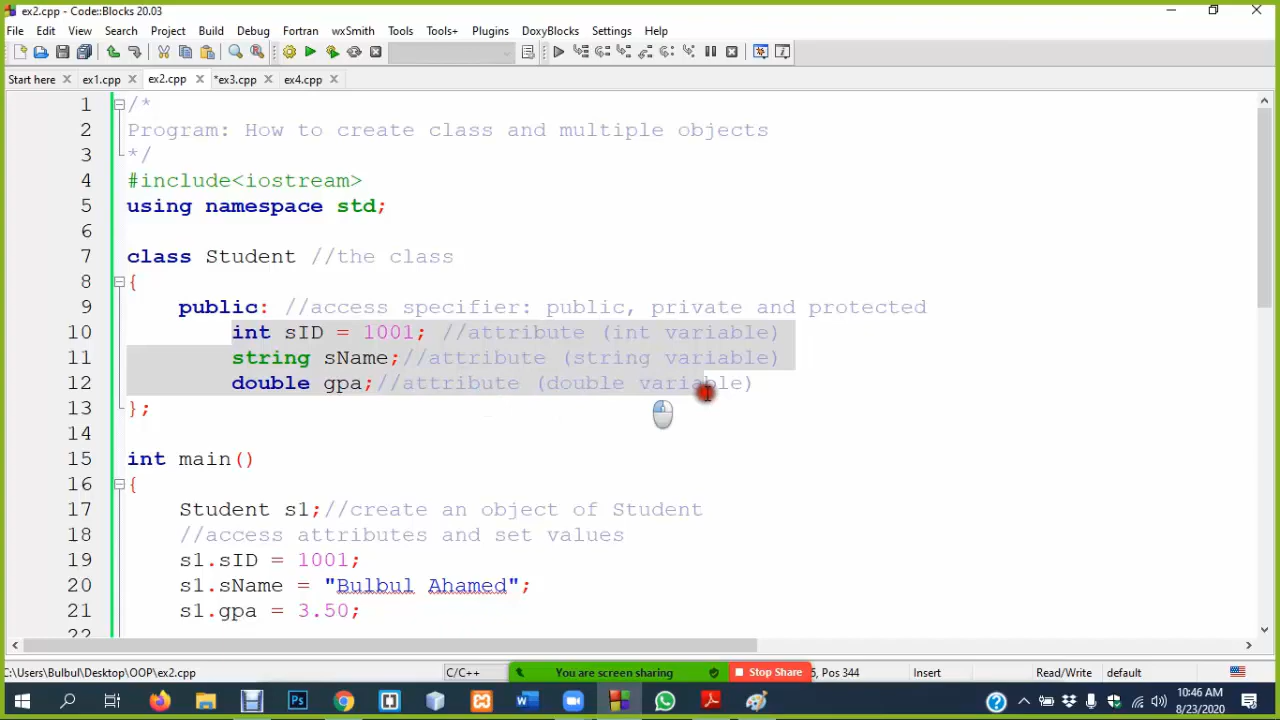 ex2.cpp - Code::Blocks 20.03
File Edit View Search Project Build Debug Fortran wxSmith Tools Tools+ Plugins DoxyBlocks Settings Help
Start here ex1.cpp ex2.cpp *ex3.cpp ex4.cpp
1 /*
2 Program: How to create class and multiple objects
3 */
4 #include<iostream>
5 using namespace std;
6
7 class Student //the class
8 {
9 public: //access specifier: public, private and protected
10 int sID = 1001; //attribute (int variable)
11 string sName;//attribute (string variable)
12 double gpa;//attribute (double variable)
13 };
14
15 int main()
16 {
17 Student s1;//create an object of Student
18 //access attributes and set values
19 s1.sID = 1001;
20 s1.sName = "Bulbul Ahamed";
21 s1.gpa = 3.50;
22
C:\Users\Bulbul\Desktop\OOP\ex2.cpp C/C++ You are screen sharing Stop Share Pos 344 Insert Read/Write default
10:46 AM
8/23/2020